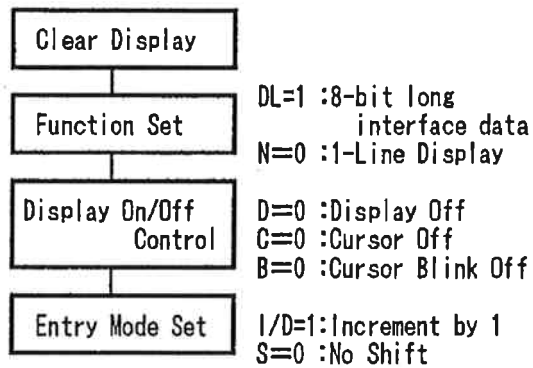 Clear Display
Function Set
DL=1 :8-bit long
interface data
N=0 :1-Line Display
Display On/Off
Control
D=0 :Display Off
C=0 :Cursor Off
B=0 :Cursor Blink Off
Entry Mode Set
I/D=1:Increment by 1
S=0 :No Shift